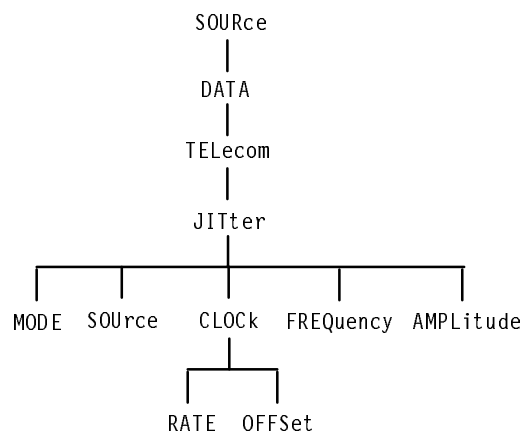 SOURce
DATA
TELecom
JITter
MODE SOUrce CLOCk FREQuency AMPLitude
RATE OFFSet